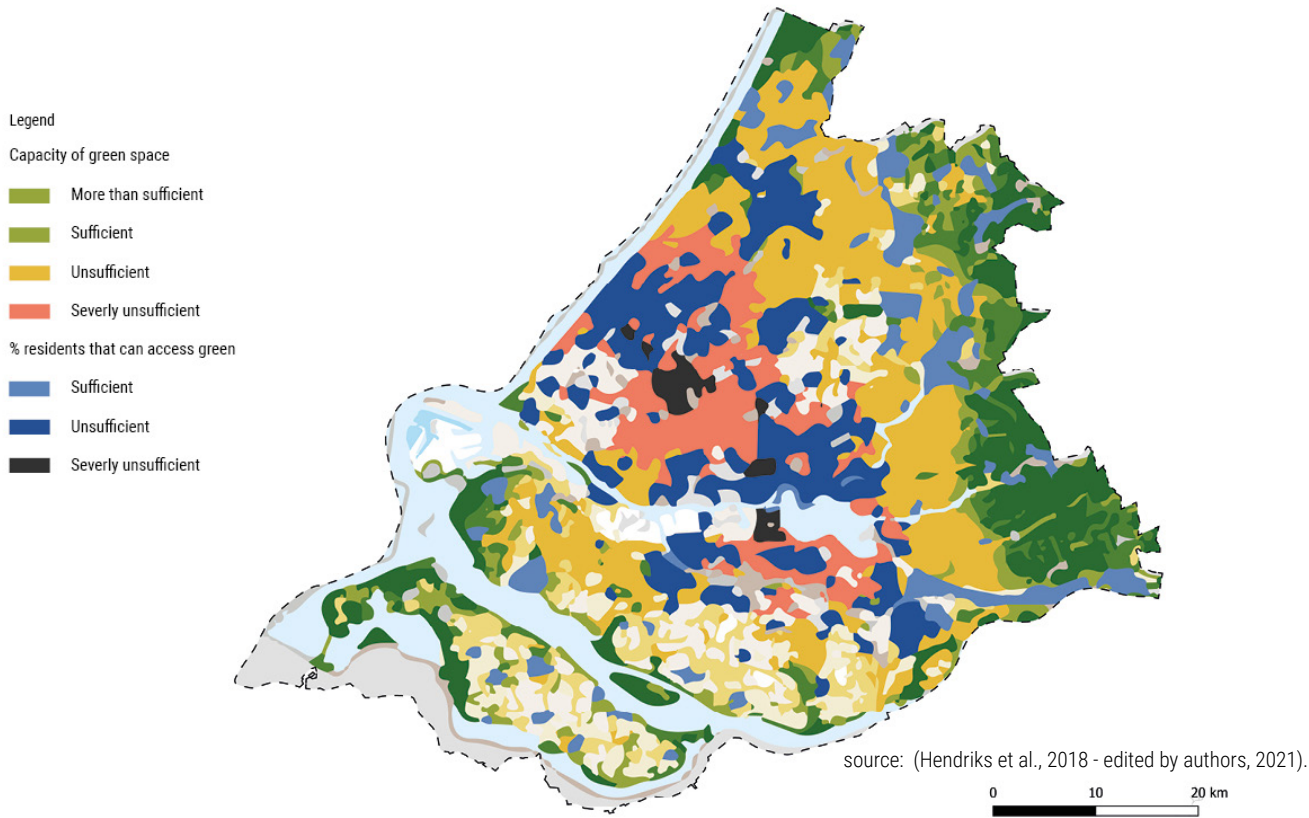 Legend
Capacity of green space
More than sufficient
Sufficient
Unsufficient
Severly unsufficient
% residents that can access green
Sufficient
Unsufficient
Severly unsufficient
source: (Hendriks et al., 2018 - edited by authors, 2021).
0 10 20 km